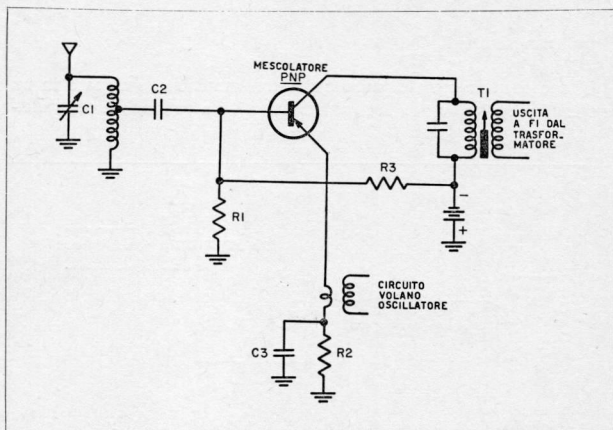 MESCOLATORE
PNP
C1
C2
T1
USCITA
A FI DAL
TRASFOR-
MATORE
R3
-
+
R1
CIRCUITO
VOLANO
OSCILLATORE
C3
R2